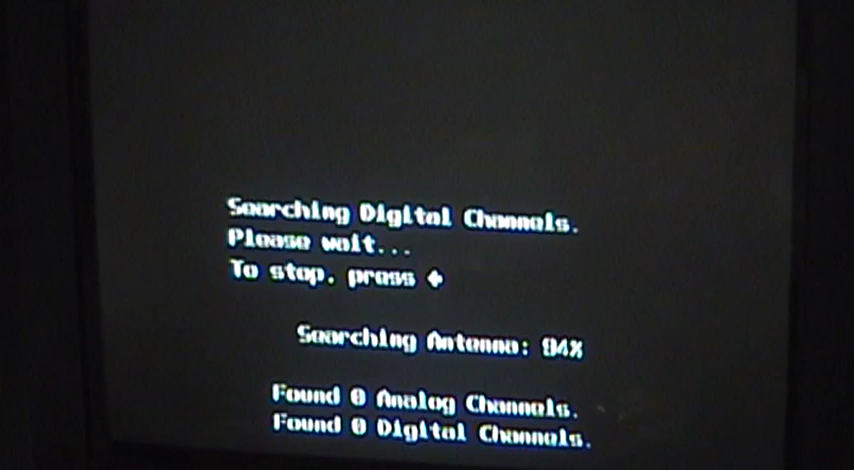 Searching Digital Channels.
Please wait...
To stop, press
Searching Antenna: 94%
Found 0 Analog Channels.
Found 0 Digital Channels.